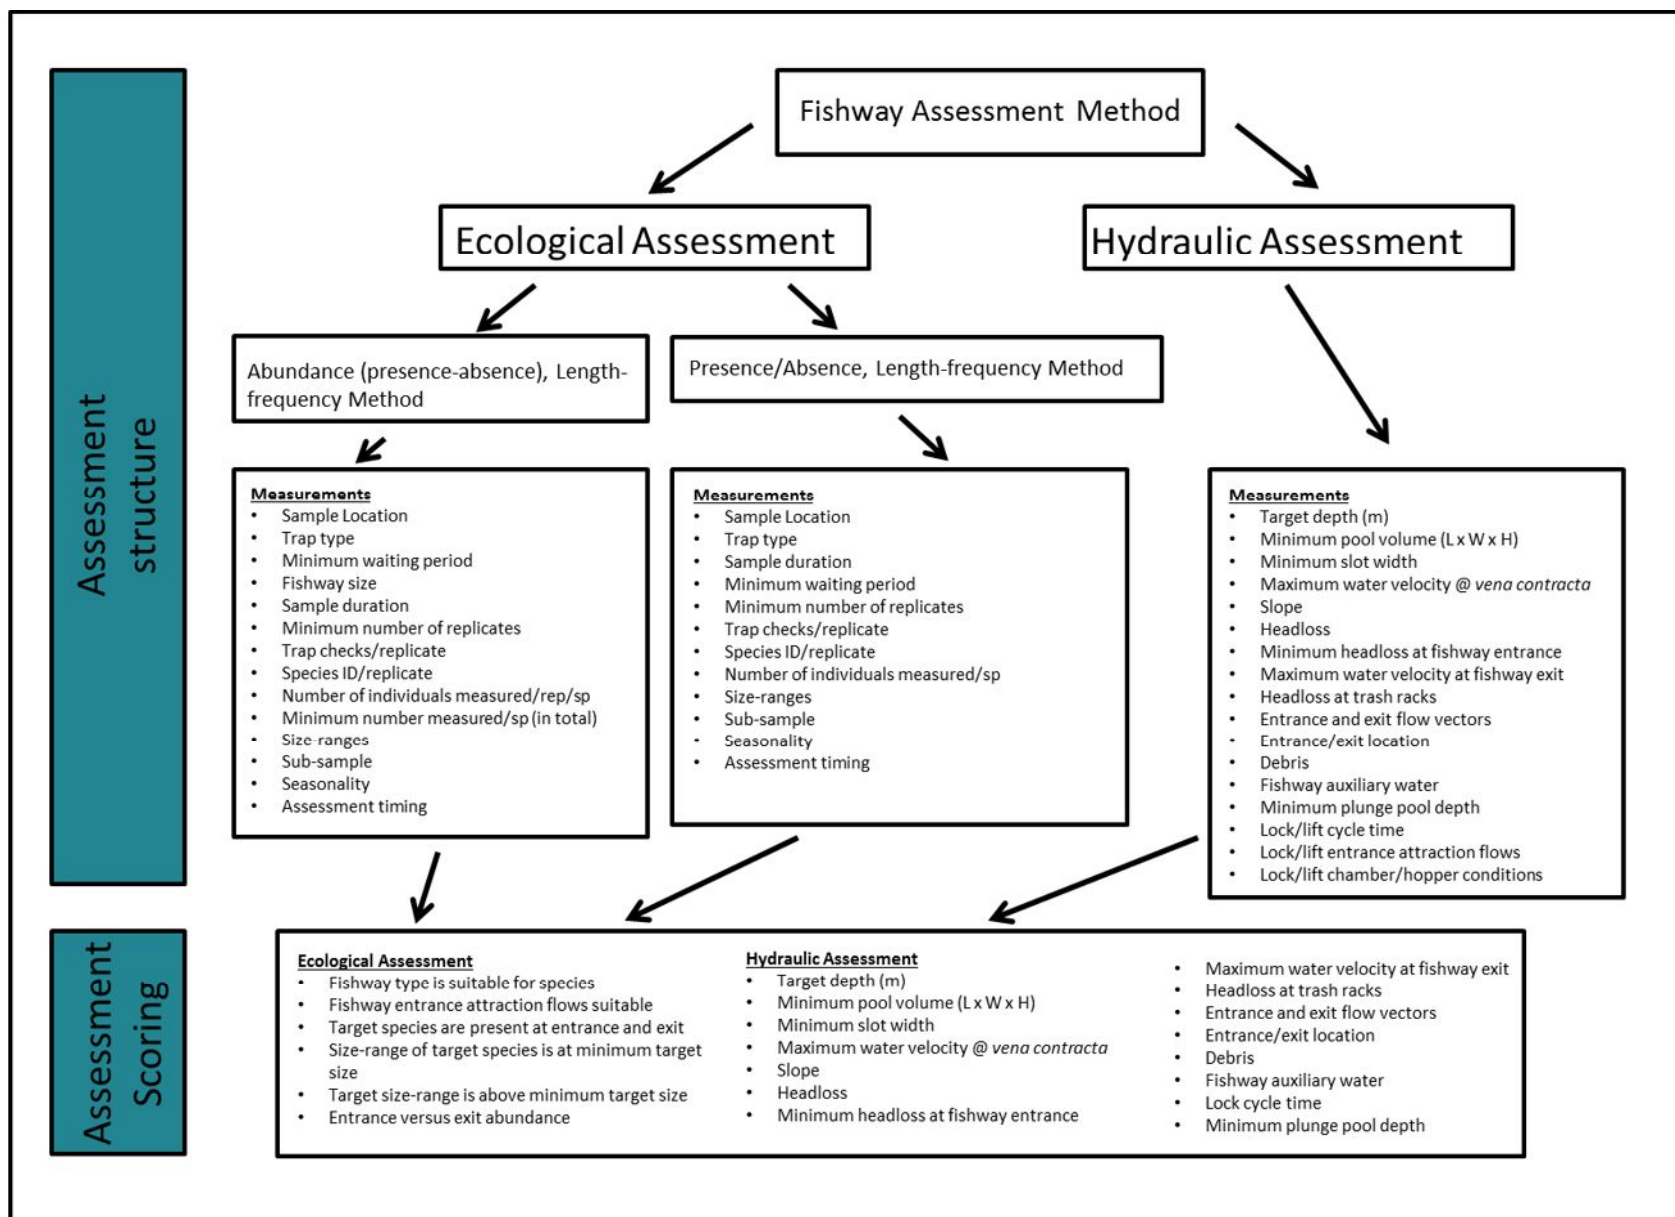 Assessment
structure
Fishway Assessment Method
Ecological Assessment
Hydraulic Assessment
Abundance (presence-absence), Length-
frequency Method
Presence/Absence, Length-frequency Method
Measurements
• Sample Location
• Trap type
• Minimum waiting period
• Fishway size
• Sample duration
• Minimum number of replicates
• Trap checks/replicate
• Species ID/replicate
• Number of individuals measured/rep/sp
• Minimum number measured/sp (in total)
• Size-ranges
• Sub-sample
• Seasonality
• Assessment timing
Measurements
• Sample Location
• Trap type
• Sample duration
• Minimum waiting period
• Minimum number of replicates
• Trap checks/replicate
• Species ID/replicate
• Number of individuals measured/sp
• Size-ranges
• Sub-sample
• Seasonality
• Assessment timing
Measurements
• Target depth (m)
• Minimum pool volume (L x W x H)
• Minimum slot width
• Maximum water velocity @ vena contracta
• Slope
• Headloss
• Minimum headloss at fishway entrance
• Maximum water velocity at fishway exit
• Headloss at trash racks
• Entrance and exit flow vectors
• Entrance/exit location
• Debris
• Fishway auxiliary water
• Minimum plunge pool depth
• Lock/lift cycle time
• Lock/lift entrance attraction flows
• Lock/lift chamber/hopper conditions
Assessment
Scoring
Ecological Assessment
• Fishway type is suitable for species
• Fishway entrance attraction flows suitable
• Target species are present at entrance and exit
• Size-range of target species is at minimum target
size
• Target size-range is above minimum target size
• Entrance versus exit abundance
Hydraulic Assessment
• Target depth (m)
• Minimum pool volume (L x W x H)
• Minimum slot width
• Maximum water velocity @ vena contracta
• Slope
• Headloss
• Minimum headloss at fishway entrance
• Maximum water velocity at fishway exit
• Headloss at trash racks
• Entrance and exit flow vectors
• Entrance/exit location
• Debris
• Fishway auxiliary water
• Lock cycle time
• Minimum plunge pool depth